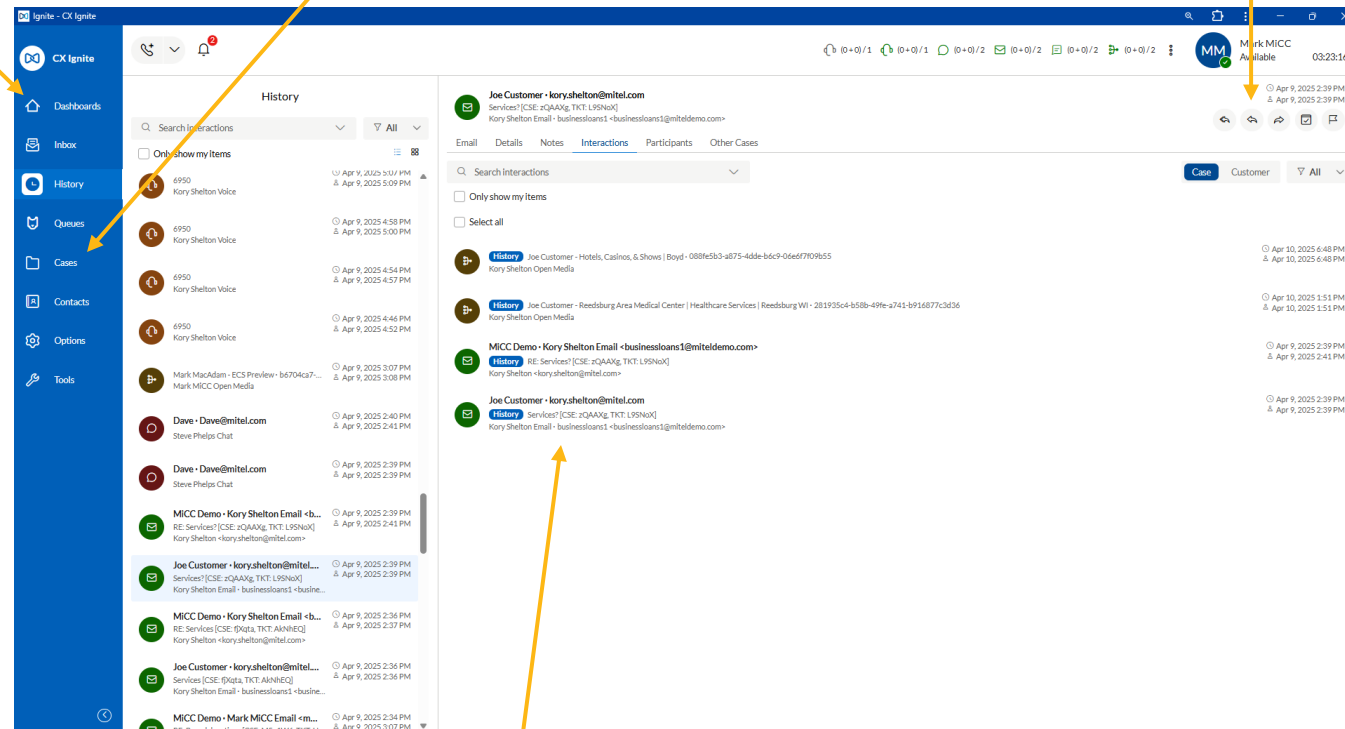 Ignite - CX Ignite
CX Ignite
2
(0+0)/1 (0+0)/1 (0+0)/2 (0+0)/2 (0+0)/2 (0+0)/2
MM
Mark MiCC
Available 03:23:16
Dashboards
Inbox
History
Queues
Cases
Contacts
Options
Tools
History
Search interactions
All
Only show my items
6950
Kory Shelton Voice
Apr 9, 2025 5:07 PM
Apr 9, 2025 5:09 PM
6950
Kory Shelton Voice
Apr 9, 2025 4:58 PM
Apr 9, 2025 5:00 PM
6950
Kory Shelton Voice
Apr 9, 2025 4:54 PM
Apr 9, 2025 4:57 PM
6950
Kory Shelton Voice
Apr 9, 2025 4:46 PM
Apr 9, 2025 4:52 PM
Mark MacAdam - ECS Preview • b6704ca7-...
Mark MiCC Open Media
Apr 9, 2025 3:07 PM
Apr 9, 2025 3:08 PM
Dave • Dave@mitel.com
Steve Phelps Chat
Apr 9, 2025 2:40 PM
Apr 9, 2025 2:41 PM
Dave • Dave@mitel.com
Steve Phelps Chat
Apr 9, 2025 2:39 PM
Apr 9, 2025 2:39 PM
MiCC Demo • Kory Shelton Email <b...
RE: Services? [CSE: zQAAXg, TKT: L9SNoX]
Kory Shelton <kory.shelton@mitel.com>
Apr 9, 2025 2:39 PM
Apr 9, 2025 2:41 PM
Joe Customer • kory.shelton@mitel....
Services? [CSE: zQAAXg, TKT: L9SNoX]
Kory Shelton Email • businessloans1 <busine...
Apr 9, 2025 2:39 PM
Apr 9, 2025 2:39 PM
MiCC Demo • Kory Shelton Email <b...
RE: Services [CSE: fJXqta, TKT: AkNhEQ]
Kory Shelton <kory.shelton@mitel.com>
Apr 9, 2025 2:36 PM
Apr 9, 2025 2:37 PM
Joe Customer • kory.shelton@mitel....
Services [CSE: fJXqta, TKT: AkNhEQ]
Kory Shelton Email • businessloans1 <busine...
Apr 9, 2025 2:36 PM
Apr 9, 2025 2:36 PM
MiCC Demo • Mark MiCC Email <m...
Apr 9, 2025 2:34 PM
Apr 9, 2025 3:07 PM
Joe Customer • kory.shelton@mitel.com
Services? [CSE: zQAAXg, TKT: L9SNoX]
Kory Shelton Email • businessloans1 <businessloans1@miteldemo.com>
Apr 9, 2025 2:39 PM
Apr 9, 2025 2:39 PM
Email Details Notes Interactions Participants Other Cases
Search interactions
Case Customer All
Only show my items
Select all
History Joe Customer - Hotels, Casinos, & Shows | Boyd • 088fe5b3-a875-4dde-b6c9-06e6f7f09b55
Kory Shelton Open Media
Apr 10, 2025 6:48 PM
Apr 10, 2025 6:48 PM
History Joe Customer - Reedsburg Area Medical Center | Healthcare Services | Reedsburg WI • 281935c4-b58b-49fe-a741-b916877c3d36
Kory Shelton Open Media
Apr 10, 2025 1:51 PM
Apr 10, 2025 1:51 PM
MiCC Demo • Kory Shelton Email <businessloans1@miteldemo.com>
History RE: Services? [CSE: zQAAXg, TKT: L9SNoX]
Kory Shelton <kory.shelton@mitel.com>
Apr 9, 2025 2:39 PM
Apr 9, 2025 2:41 PM
Joe Customer • kory.shelton@mitel.com
History Services? [CSE: zQAAXg, TKT: L9SNoX]
Kory Shelton Email • businessloans1 <businessloans1@miteldemo.com>
Apr 9, 2025 2:39 PM
Apr 9, 2025 2:39 PM